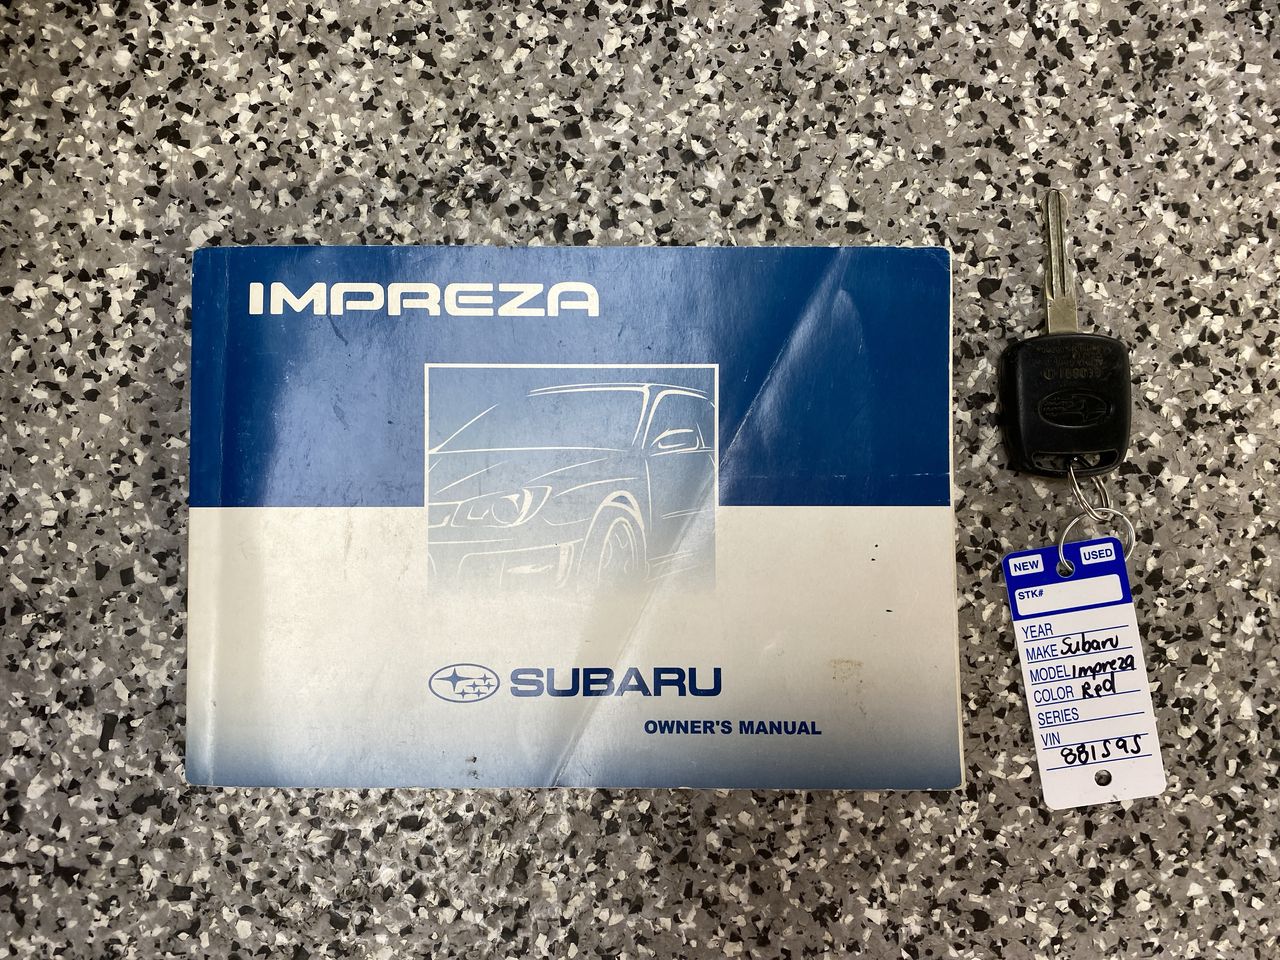 IMPREZA
SUBARU
OWNER'S MANUAL
NEW USED
STK#
YEAR
MAKE Subaru
MODEL Impreza
COLOR Red
SERIES
VIN
881595